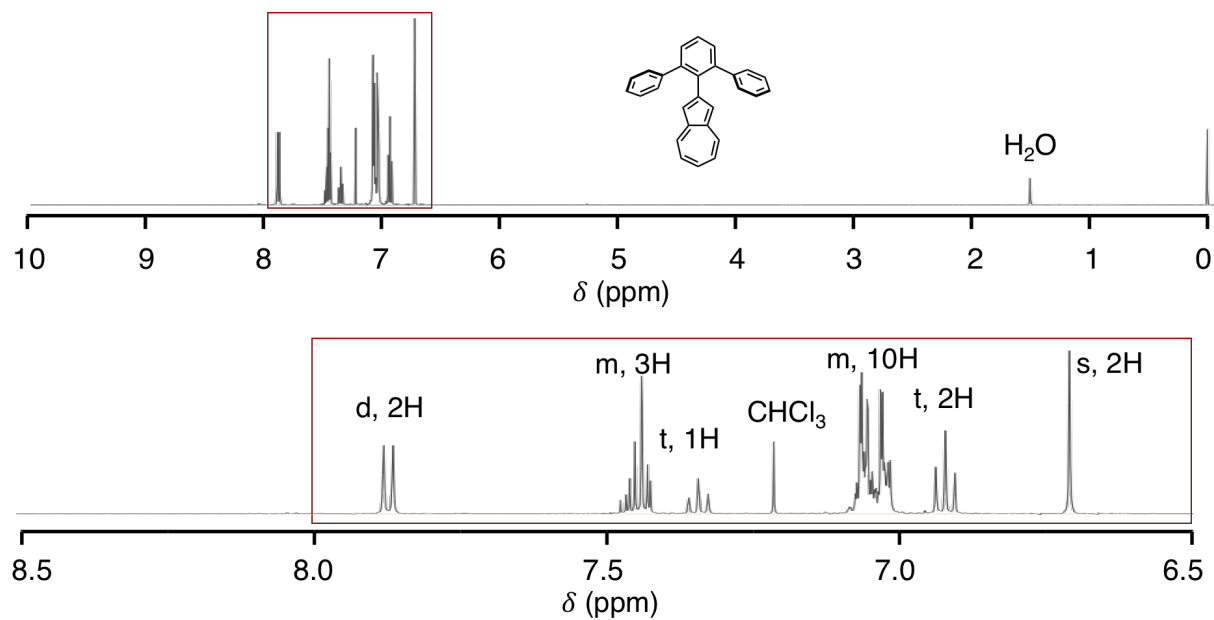 H₂O
10 9 8 7 6 5 4 3 2 1 0
δ (ppm)
m, 3H
m, 10H
s, 2H
d, 2H
t, 1H
CHCl₃
t, 2H
8.5 8.0 7.5 7.0 6.5
δ (ppm)